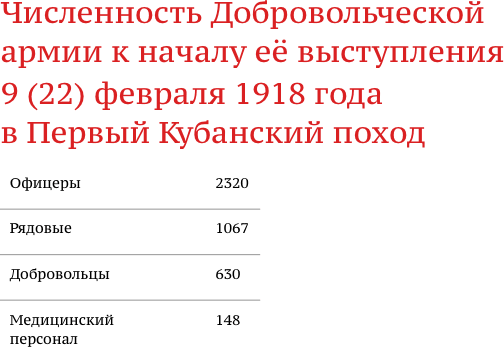 Численность Добровольческой
армии к началу её выступления
9 (22) февраля 1918 года
в Первый Кубанский поход
Офицеры 2320
Рядовые 1067
Добровольцы 630
Медицинский 148
персонал